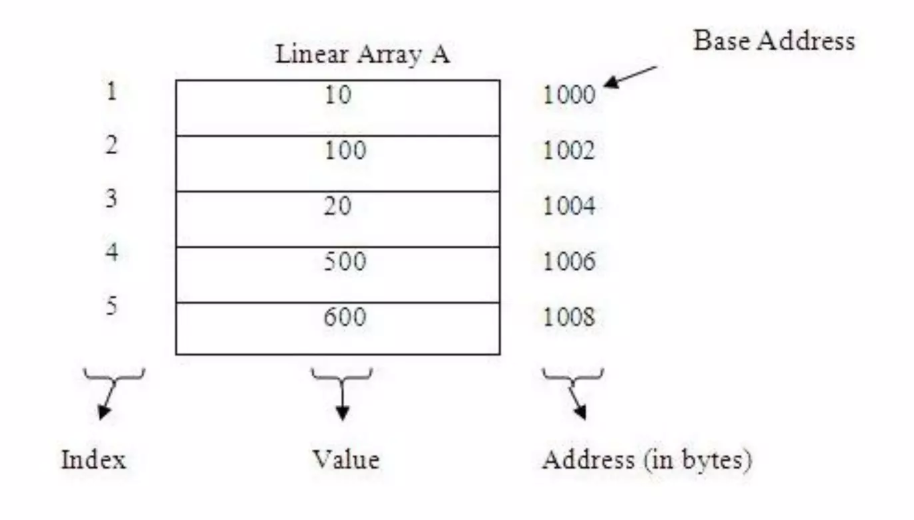 Base Address
Linear Array A
1 10 1000
2 100 1002
3 20 1004
4 500 1006
5 600 1008
Index Value Address (in bytes)